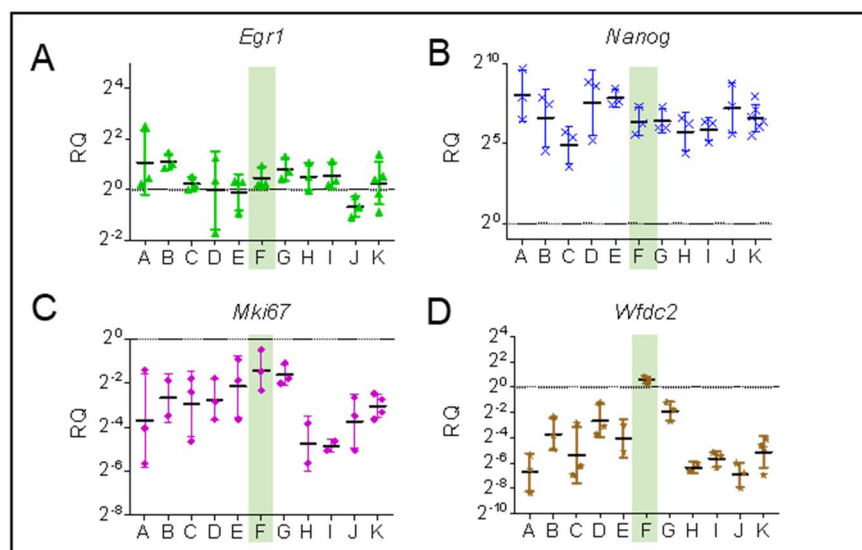 A
Egr1
RQ
2^4
2^2
2^0
2^-2
A B C D E F G H I J K
B
Nanog
RQ
2^10
2^5
2^0
A B C D E F G H I J K
C
Mki67
RQ
2^0
2^-2
2^-4
2^-6
2^-8
A B C D E F G H I J K
D
Wfdc2
RQ
2^4
2^2
2^0
2^-2
2^-4
2^-6
2^-8
2^-10
A B C D E F G H I J K